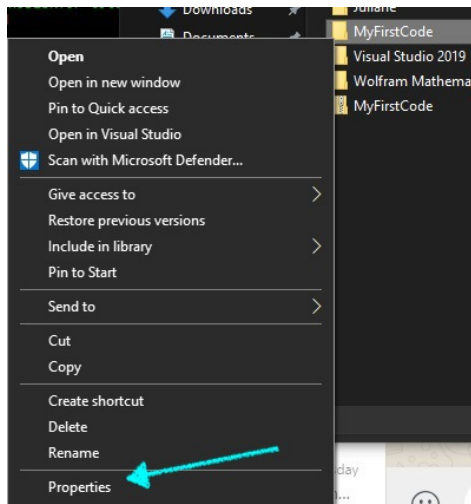 Downloads
Documents
Juliane
MyFirstCode
Visual Studio 2019
Wolfram Mathema
MyFirstCode
Open
Open in new window
Pin to Quick access
Open in Visual Studio
Scan with Microsoft Defender...
Give access to
Restore previous versions
Include in library
Pin to Start
Send to
Cut
Copy
Create shortcut
Delete
Rename
Properties
day